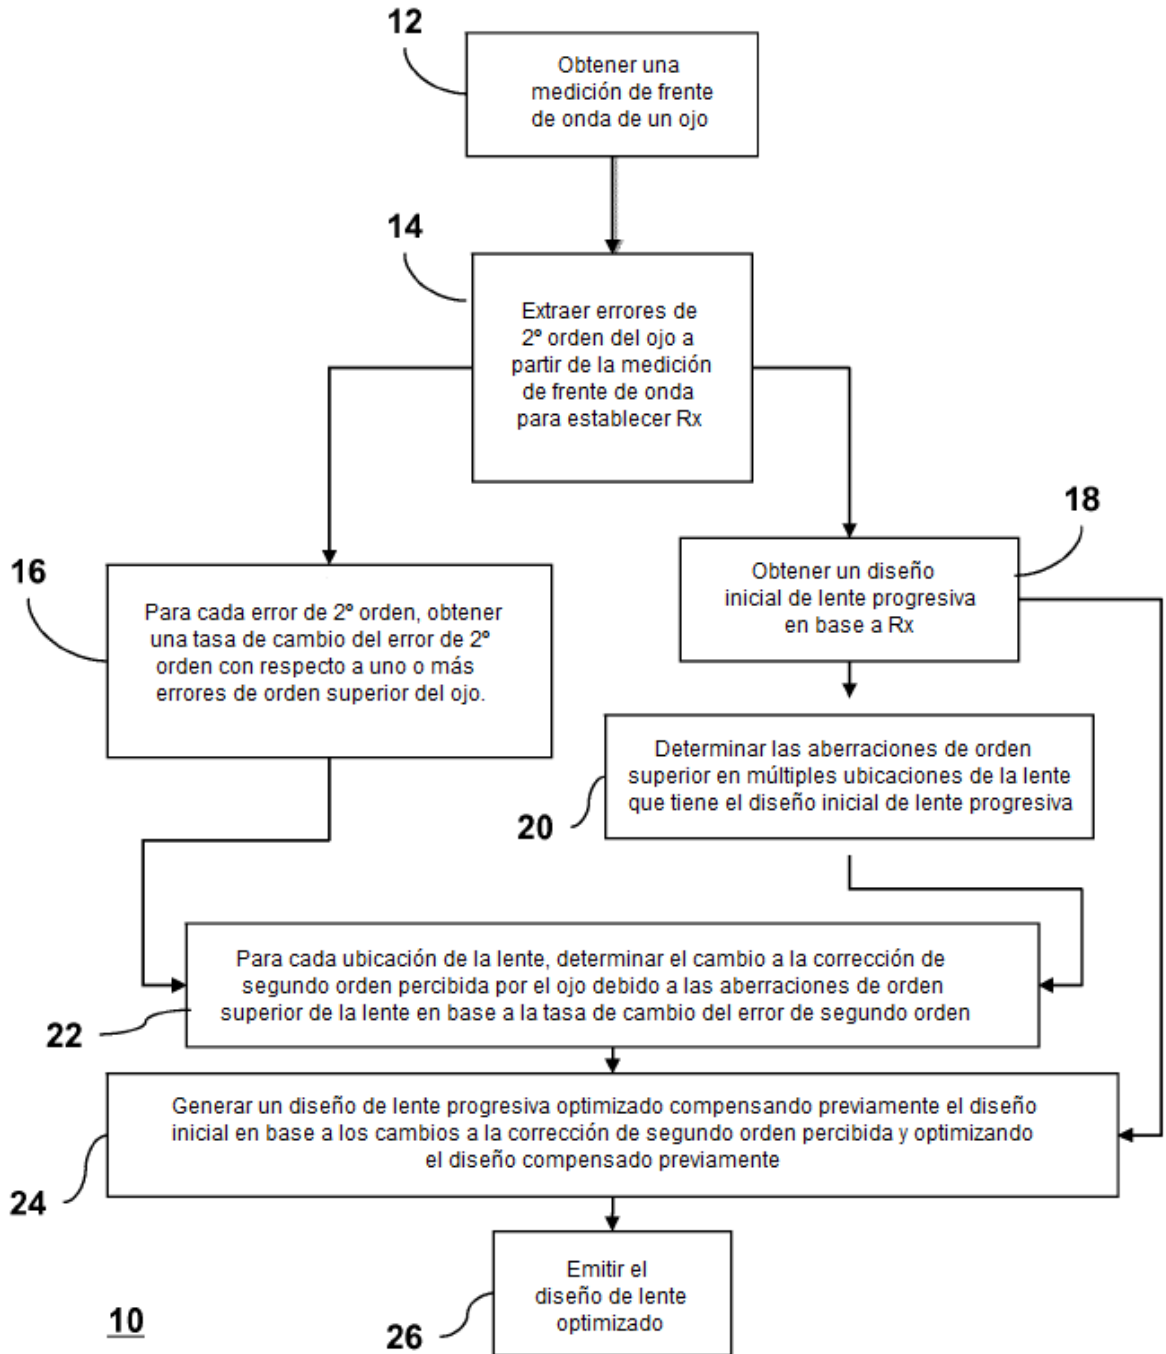 12
Obtener una
medición de frente
de onda de un ojo
14
Extraer errores de
2º orden del ojo a
partir de la medición
de frente de onda
para establecer Rx
16
Para cada error de 2º orden, obtener
una tasa de cambio del error de 2º
orden con respecto a uno o más
errores de orden superior del ojo.
18
Obtener un diseño
inicial de lente progresiva
en base a Rx
20
Determinar las aberraciones de orden
superior en múltiples ubicaciones de la lente
que tiene el diseño inicial de lente progresiva
22
Para cada ubicación de la lente, determinar el cambio a la corrección de
segundo orden percibida por el ojo debido a las aberraciones de orden
superior de la lente en base a la tasa de cambio del error de segundo orden
24
Generar un diseño de lente progresiva optimizado compensando previamente el diseño
inicial en base a los cambios a la corrección de segundo orden percibida y optimizando
el diseño compensado previamente
26
Emitir el
diseño de lente
optimizado
10